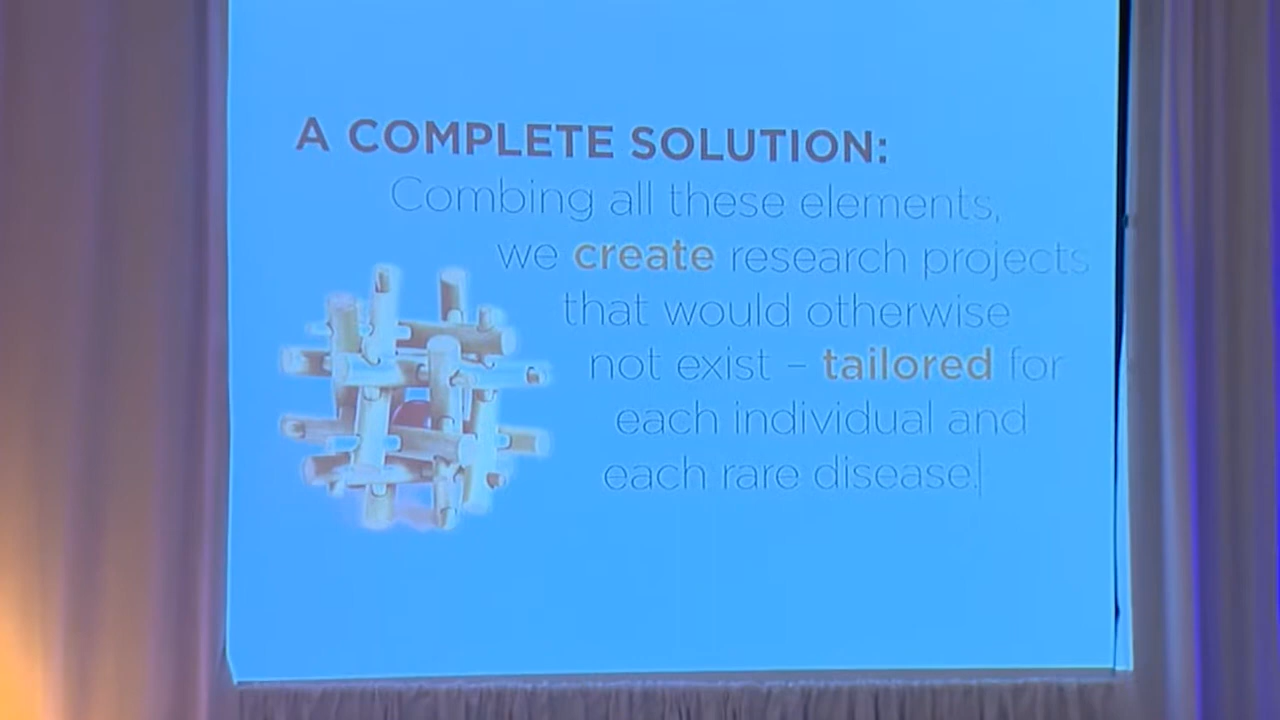 A COMPLETE SOLUTION:
Combing all these elements,
we create research projects
that would otherwise
not exist – tailored for
each individual and
each rare disease.